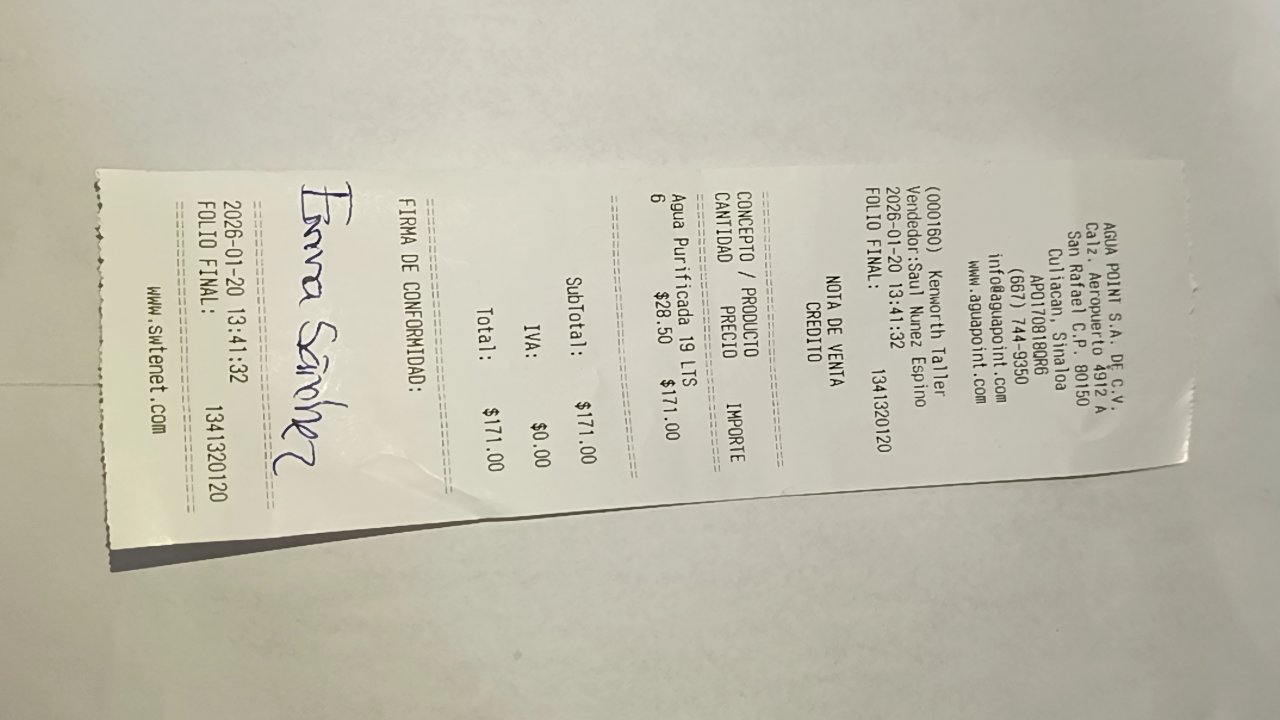 AGUA POINT S.A. DE C.V.
Calz. Aeropuerto 4912 A
San Rafael C.P. 80150
Culiacan, Sinaloa
APO170818QR6
(667) 744-9350
info@aguapoint.com
www.aguapoint.com
(000160) Kenworth Taller
Vendedor:Saul Nunez Espino
2026-01-20 13:41:32
FOLIO FINAL: 1341320120
NOTA DE VENTA
CREDITO
CONCEPTO / PRODUCTO
CANTIDAD PRECIO IMPORTE
Agua Purificada 19 LTS
6 $28.50 $171.00
SubTotal: $171.00
IVA: $0.00
Total: $171.00
FIRMA DE CONFORMIDAD:
Emma Sánchez
2026-01-20 13:41:32
FOLIO FINAL: 1341320120
www.swtenet.com